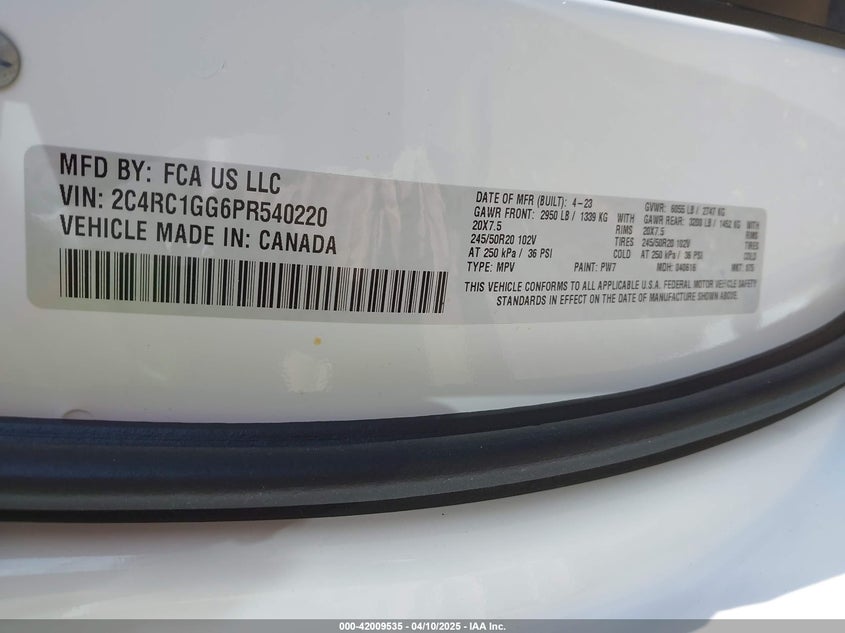 MFD BY: FCA US LLC
VIN: 2C4RC1GG6PR540220
VEHICLE MADE IN: CANADA
DATE OF MFR (BUILT): 4-23
GAWR FRONT: 2950 LB / 1339 KG WITH
20X7.5 RIMS
245/50R20 102V TIRES
AT 250 kPa / 36 PSI COLD
TYPE: MPV PAINT: PW7
GVWR: 6055 LB / 2747 KG
GAWR REAR: 3200 LB / 1452 KG WITH
20X7.5 RIMS
245/50R20 102V TIRES
AT 250 kPa / 36 PSI COLD
MDH: 040616 MKT:
THIS VEHICLE CONFORMS TO ALL APPLICABLE U.S.A. FEDERAL MOTOR VEHICLE SAFETY
STANDARDS IN EFFECT ON THE DATE OF MANUFACTURE SHOWN ABOVE.
000-42009535 - 04/10/2025 - IAA Inc.